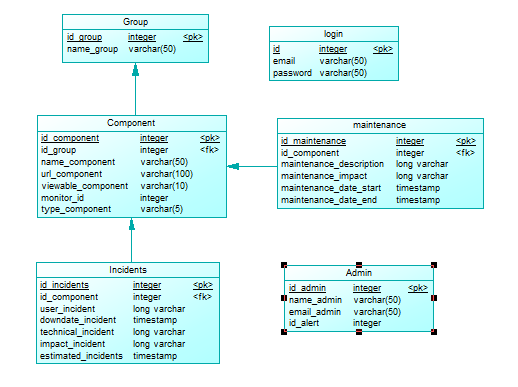 Group
id_group integer <pk>
name_group varchar(50)
login
id integer <pk>
email varchar(50)
password varchar(50)
Component
id_component integer <pk>
id_group integer <fk>
name_component varchar(50)
url_component varchar(100)
viewable_component varchar(10)
monitor_id integer
type_component varchar(5)
maintenance
id_maintenance integer <pk>
id_component integer <fk>
maintenance_description long varchar
maintenance_impact long varchar
maintenance_date_start timestamp
maintenance_date_end timestamp
Incidents
id_incidents integer <pk>
id_component integer <fk>
user_incident long varchar
downdate_incident timestamp
technical_incident long varchar
impact_incident long varchar
estimated_incidents timestamp
Admin
id_admin integer <pk>
name_admin varchar(50)
email_admin varchar(50)
id_alert integer